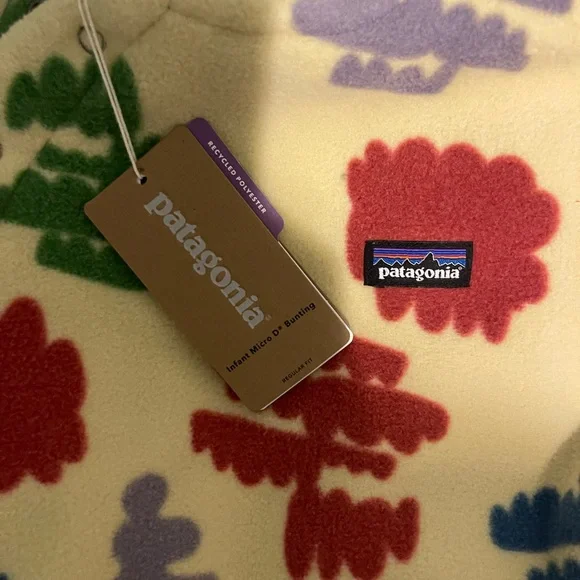 RECYCLED POLYESTER
patagonia®
Infant Micro D® Bunting
REGULAR FIT
patagonia®